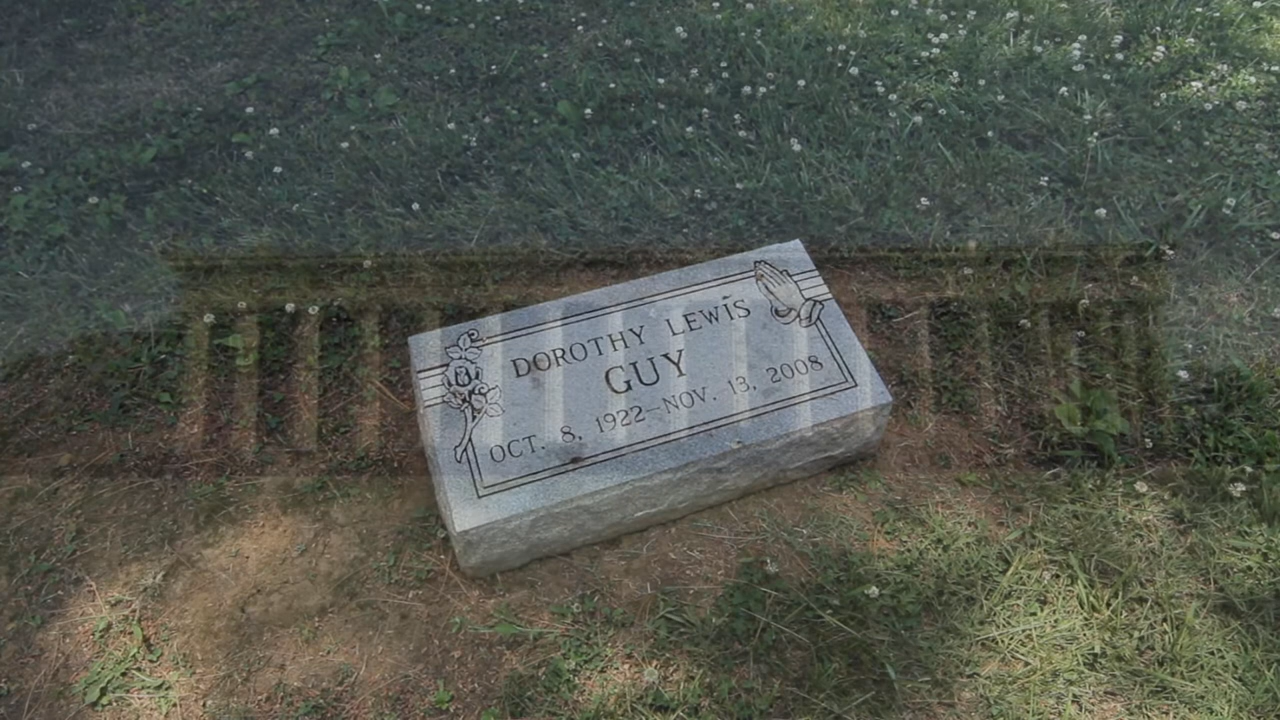 DOROTHY LEWIS
GUY
OCT. 8, 1922–NOV. 13, 2008